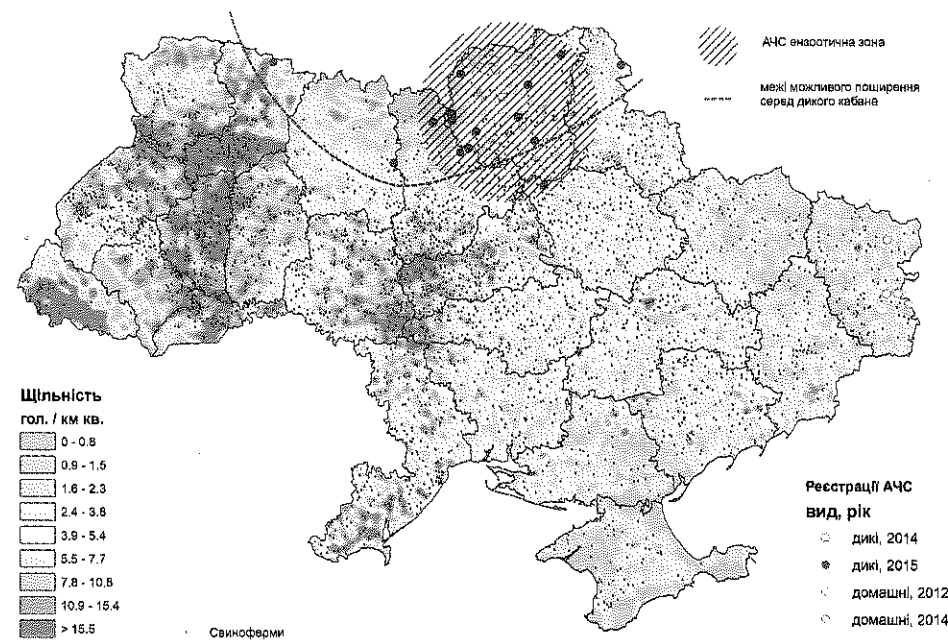 АЧС ензоотична зона
межі можливого поширення
серед дикого кабана
Щільність
гол. / км кв.
0 - 0.8
0.9 - 1.5
1.6 - 2.3
2.4 - 3.8
3.9 - 5.4
5.5 - 7.7
7.8 - 10.8
10.9 - 15.4
> 15.5
Свиноферми
Реєстрації АЧС
вид, рік
дикі, 2014
дикі, 2015
домашні, 2012
домашні, 2014